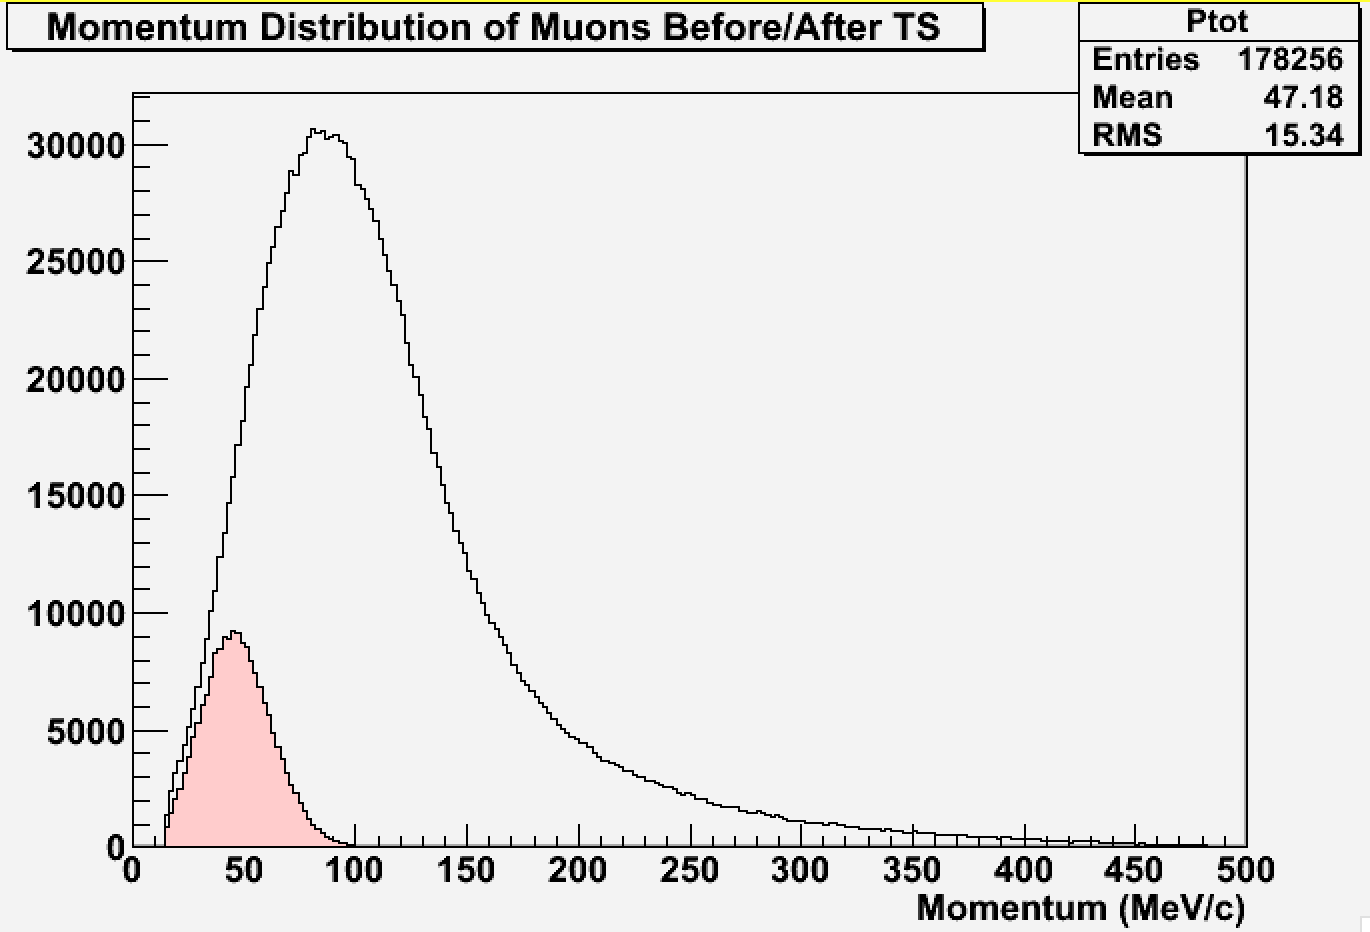 Momentum Distribution of Muons Before/After TS
Ptot
Entries 178256
Mean 47.18
RMS 15.34
30000
25000
20000
15000
10000
5000
0
0 50 100 150 200 250 300 350 400 450 500
Momentum (MeV/c)